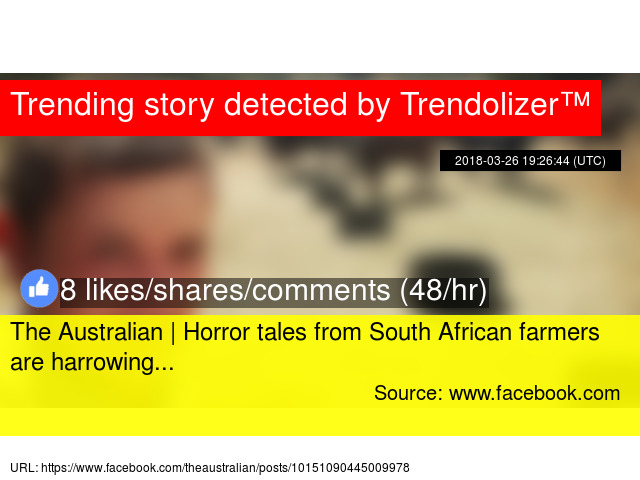 Trending story detected by Trendolizer™
2018-03-26 19:26:44 (UTC)
8 likes/shares/comments (48/hr)
The Australian | Horror tales from South African farmers
are harrowing...
Source: www.facebook.com
URL: https://www.facebook.com/theaustralian/posts/10151090445009978